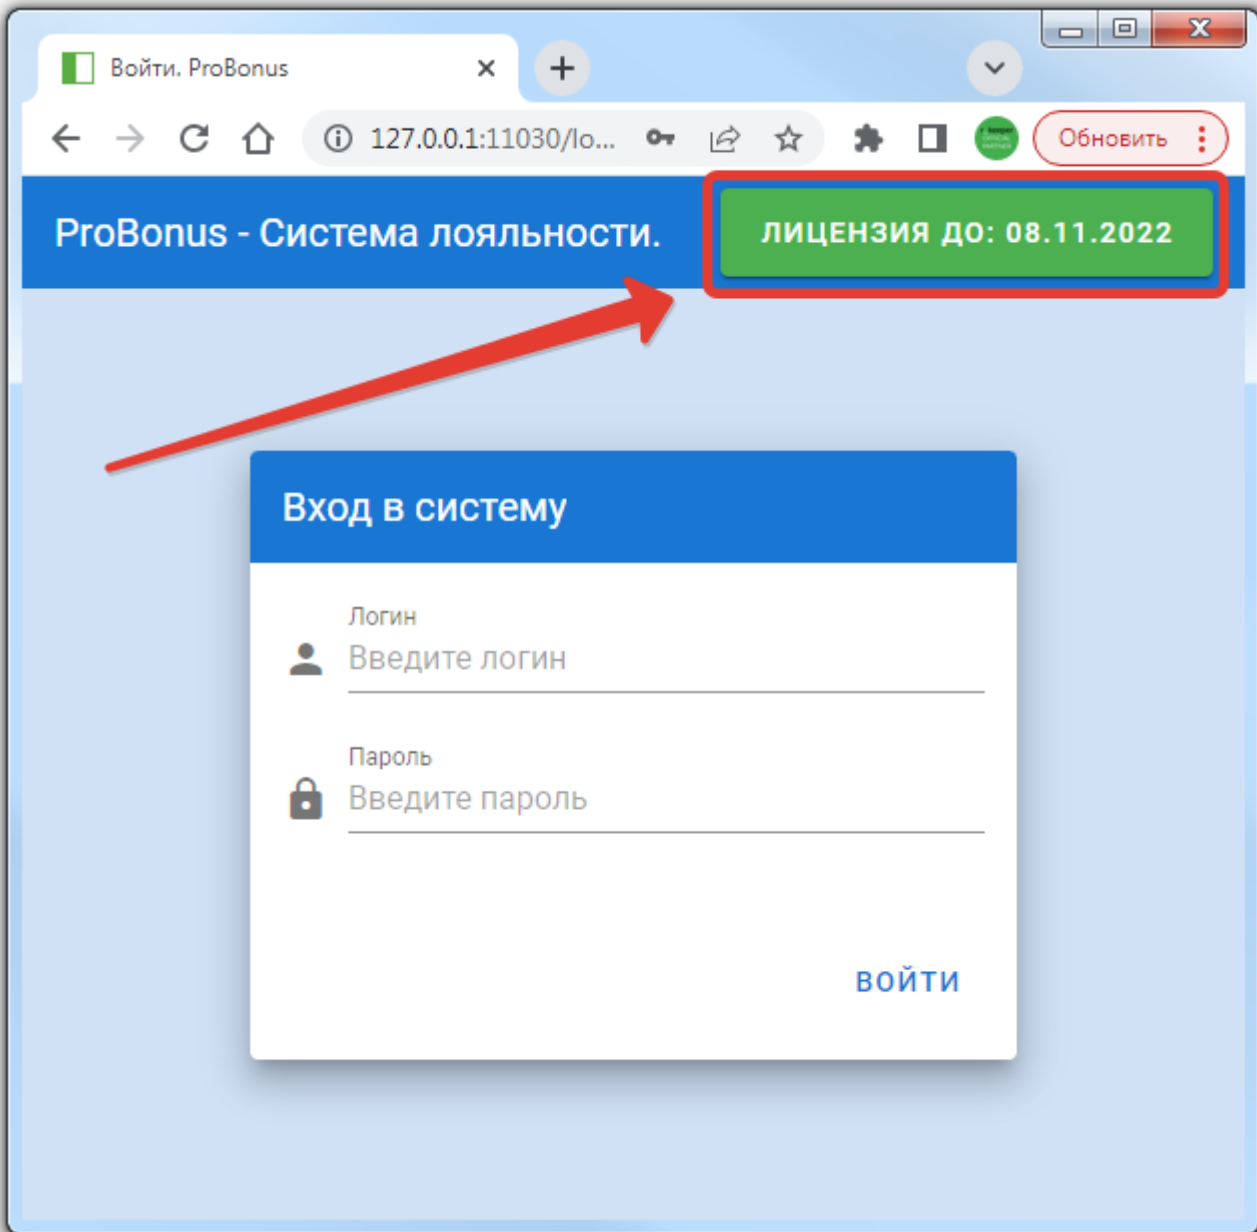 Войти. ProBonus
127.0.0.1:11030/lo...
Обновить
ProBonus - Система лояльности.
ЛИЦЕНЗИЯ ДО: 08.11.2022
Вход в систему
Логин
Введите логин
Пароль
Введите пароль
ВОЙТИ